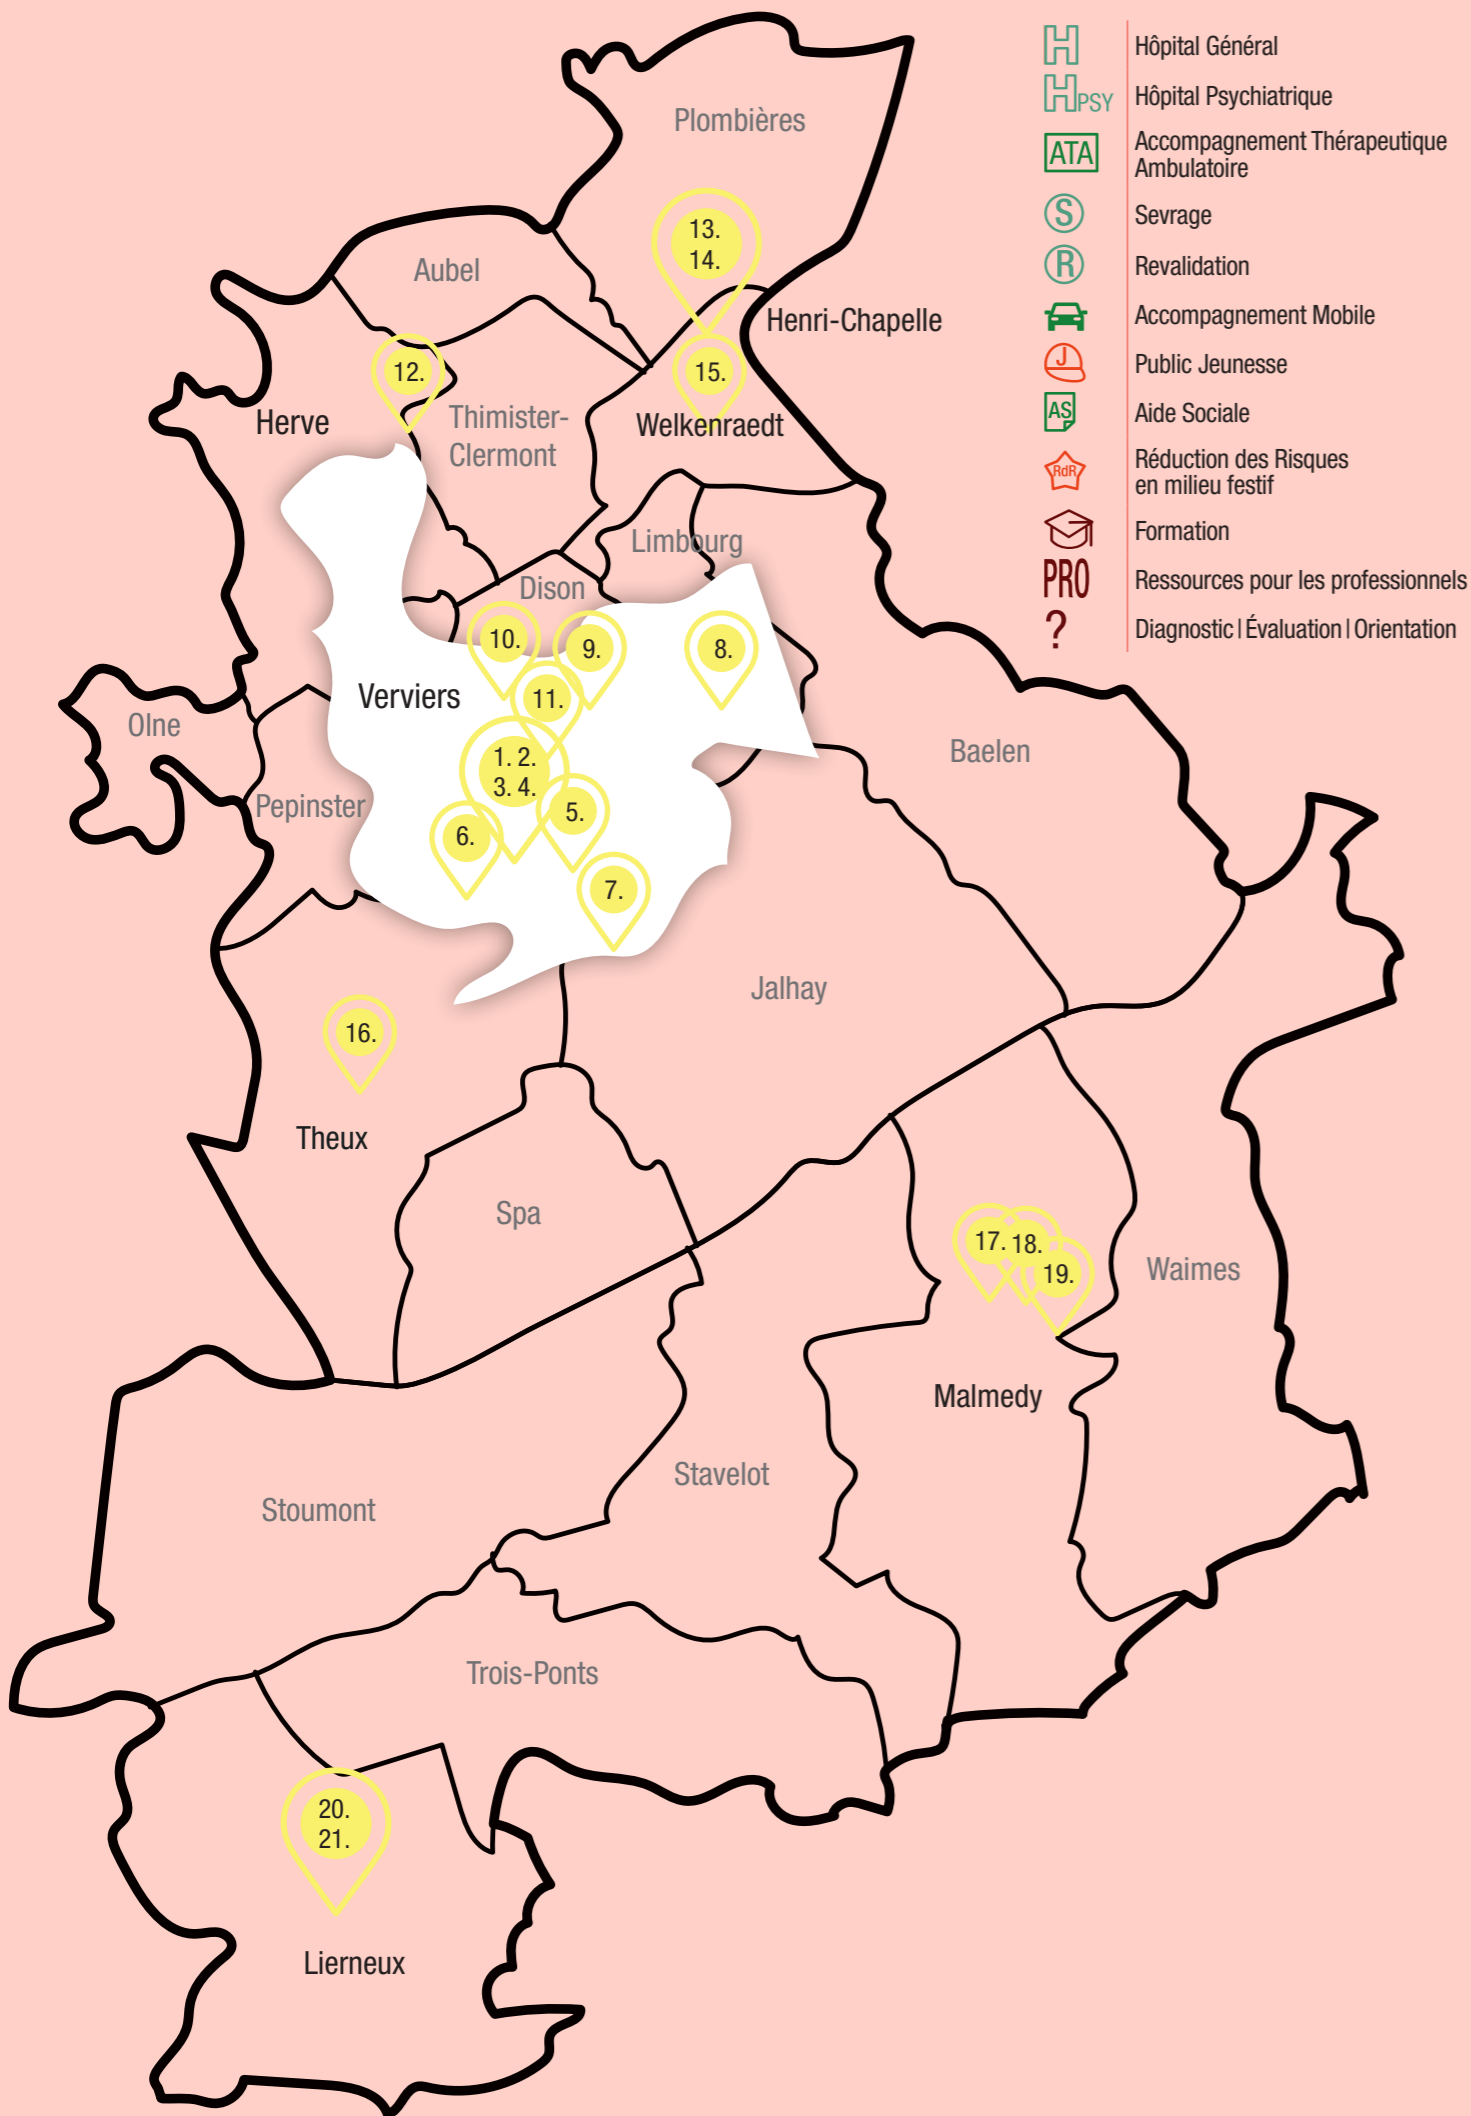 H
Hôpital Général
HPSY
Hôpital Psychiatrique
ATA
Accompagnement Thérapeutique
Ambulatoire
S
Sevrage
R
Revalidation
Accompagnement Mobile
J
Public Jeunesse
AS
Aide Sociale
RdR
Réduction des Risques
en milieu festif
Formation
PRO
Ressources pour les professionnels
?
Diagnostic | Évaluation | Orientation
Plombières
13.
14.
Aubel
Henri-Chapelle
12.
15.
Herve
Thimister-
Clermont
Welkenraedt
Limbourg
Dison
10.
9.
8.
Verviers
11.
Olne
1. 2.
3. 4.
Baelen
Pepinster
5.
6.
7.
Jalhay
16.
Theux
Spa
17.
18.
19.
Waimes
Malmedy
Stavelot
Stoumont
Trois-Ponts
20.
21.
Lierneux